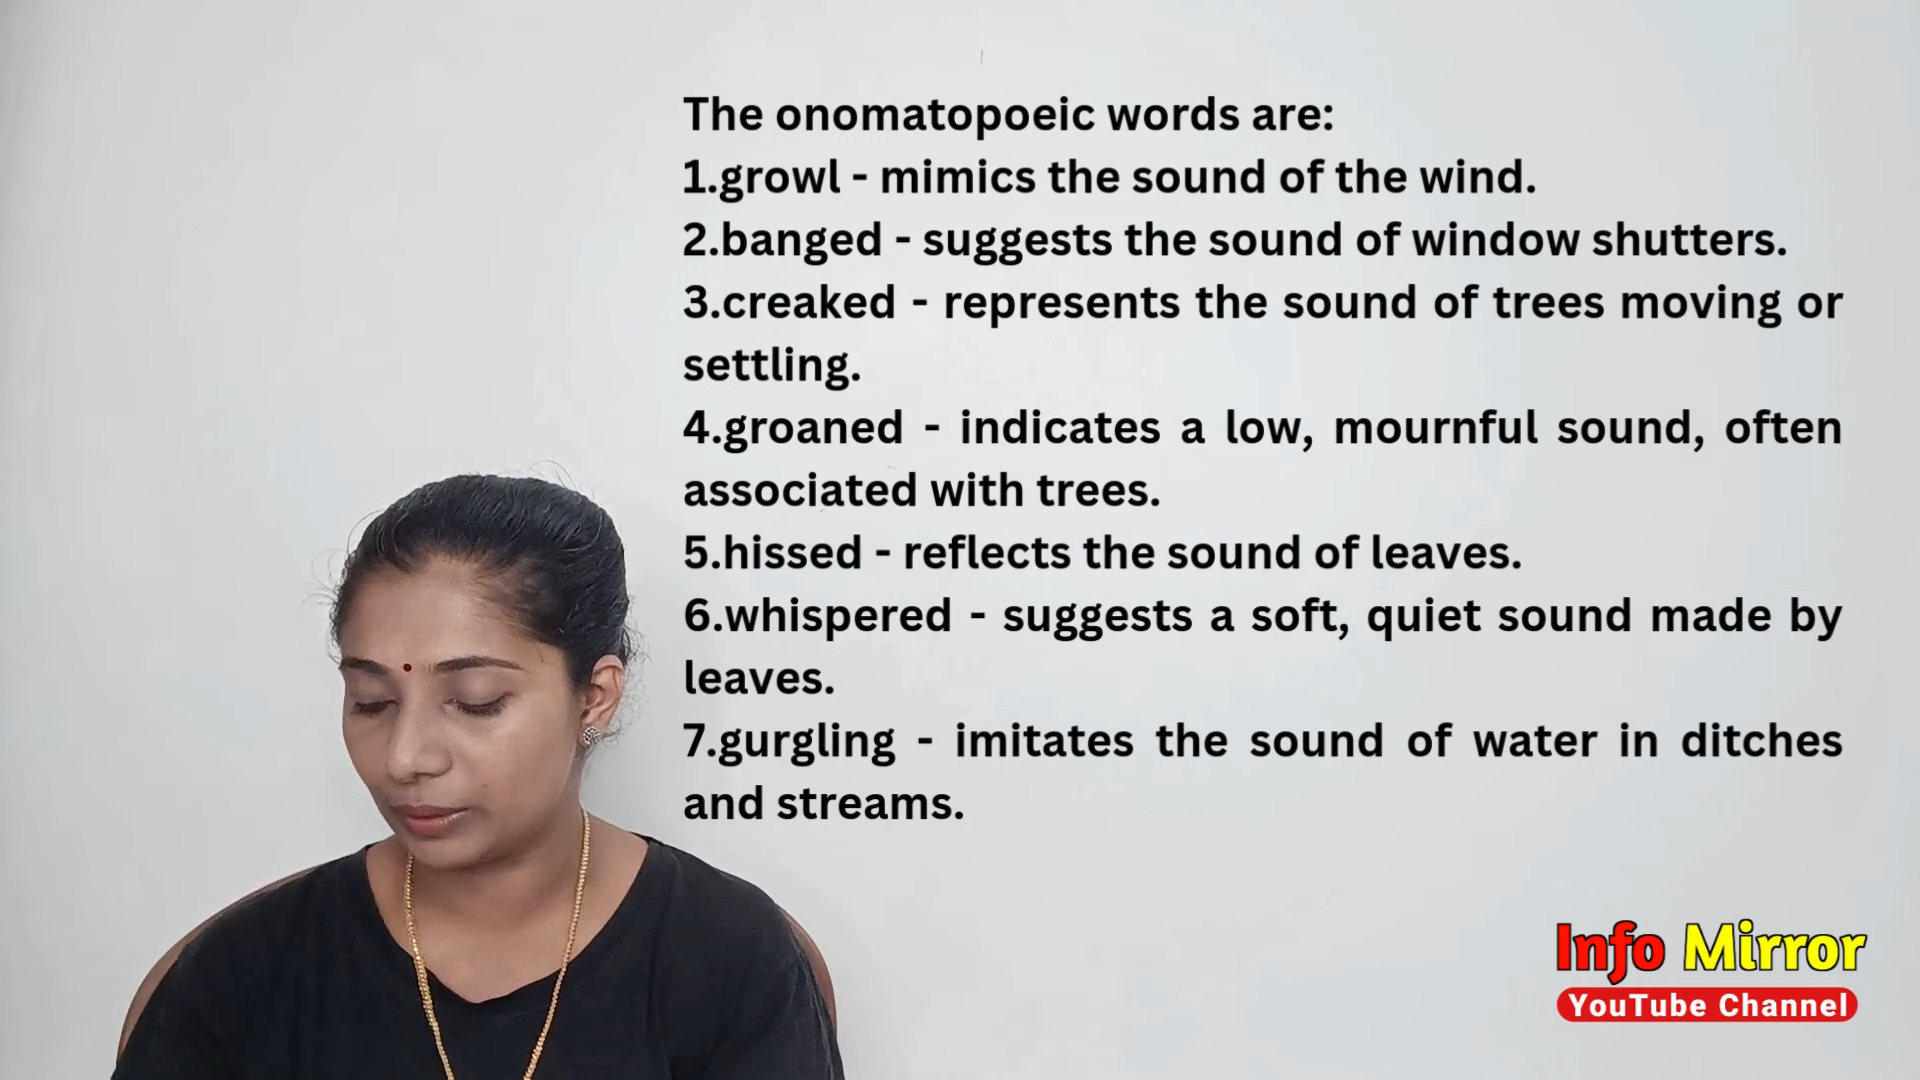 The onomatopoeic words are:
1.growl - mimics the sound of the wind.
2.banged - suggests the sound of window shutters.
3.creaked - represents the sound of trees moving or
settling.
4.groaned - indicates a low, mournful sound, often
associated with trees.
5.hissed - reflects the sound of leaves.
6.whispered - suggests a soft, quiet sound made by
leaves.
7.gurgling - imitates the sound of water in ditches
and streams.
Info Mirror
YouTube Channel